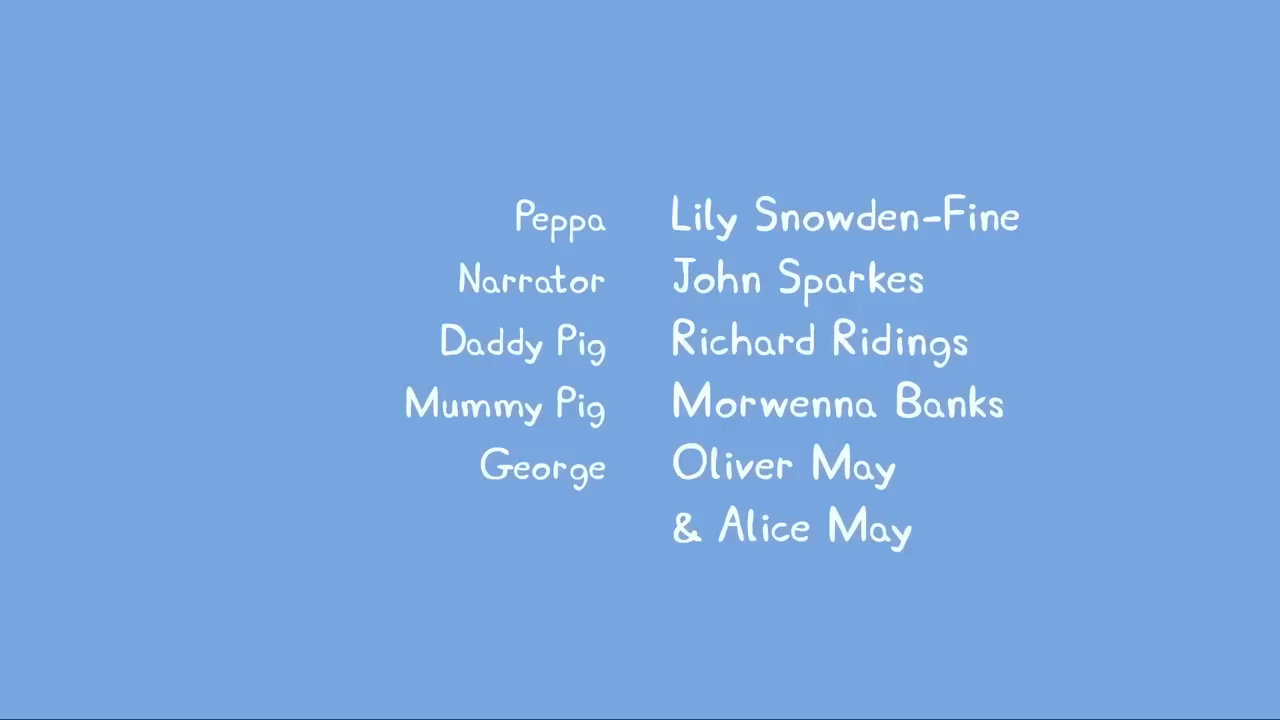 Peppa Lily Snowden-Fine
Narrator John Sparkes
Daddy Pig Richard Ridings
Mummy Pig Morwenna Banks
George Oliver May
& Alice May